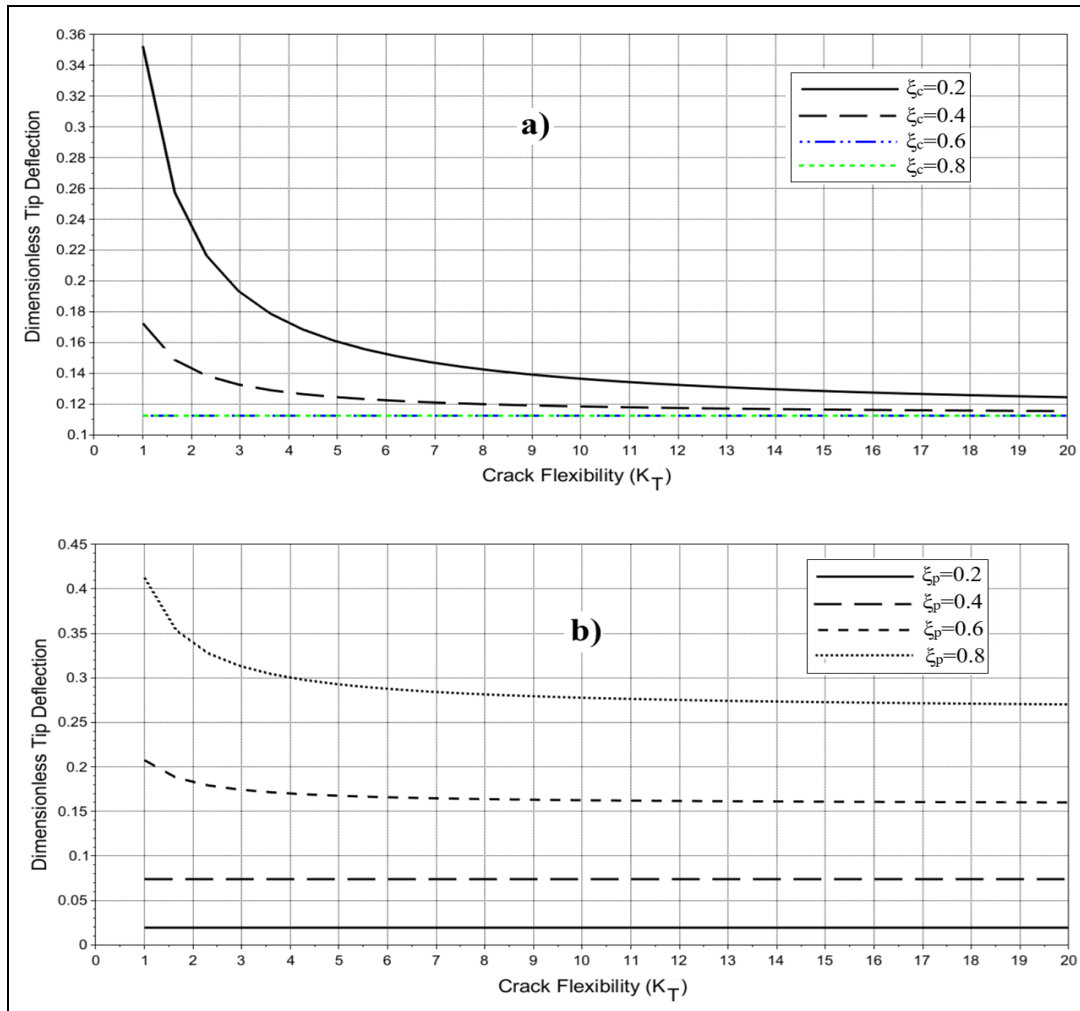 0.36
0.34
0.32
0.3
0.28
0.26
0.24
0.22
0.2
0.18
0.16
0.14
0.12
0.1
Dimensionless Tip Deflection
a)
ξc=0.2
ξc=0.4
ξc=0.6
ξc=0.8
0 1 2 3 4 5 6 7 8 9 10 11 12 13 14 15 16 17 18 19 20
Crack Flexibility (KT)
0.45
0.4
0.35
0.3
0.25
0.2
0.15
0.1
0.05
0
Dimensionless Tip Deflection
b)
ξp=0.2
ξp=0.4
ξp=0.6
ξp=0.8
0 1 2 3 4 5 6 7 8 9 10 11 12 13 14 15 16 17 18 19 20
Crack Flexibility (KT)